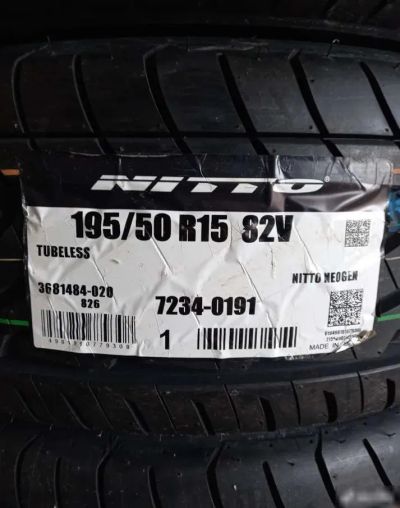 NITTO
195/50 R15 82V
TUBELESS
NITTO NEOGEN
3681484-020
826
7234-0191
1
MADE IN